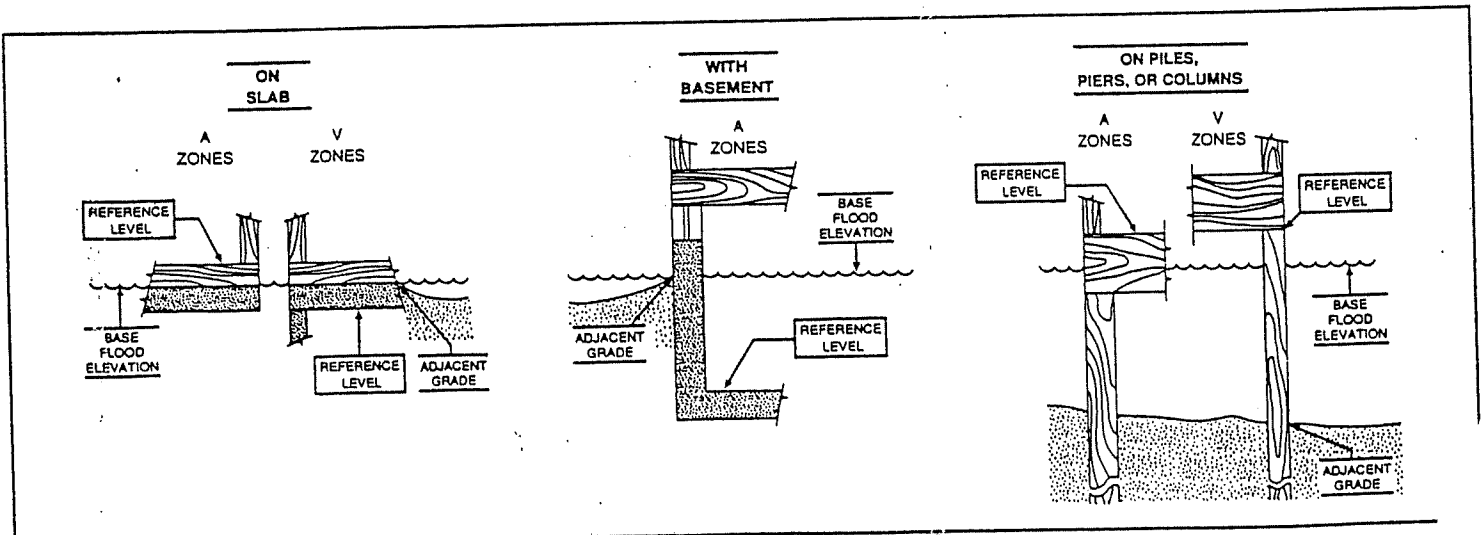 ON
SLAB
A
ZONES
V
ZONES
REFERENCE
LEVEL
BASE
FLOOD
ELEVATION
REFERENCE
LEVEL
ADJACENT
GRADE
WITH
BASEMENT
A
ZONES
BASE
FLOOD
ELEVATION
ADJACENT
GRADE
REFERENCE
LEVEL
ON PILES,
PIERS, OR COLUMNS
A
ZONES
V
ZONES
REFERENCE
LEVEL
REFERENCE
LEVEL
BASE
FLOOD
ELEVATION
ADJACENT
GRADE